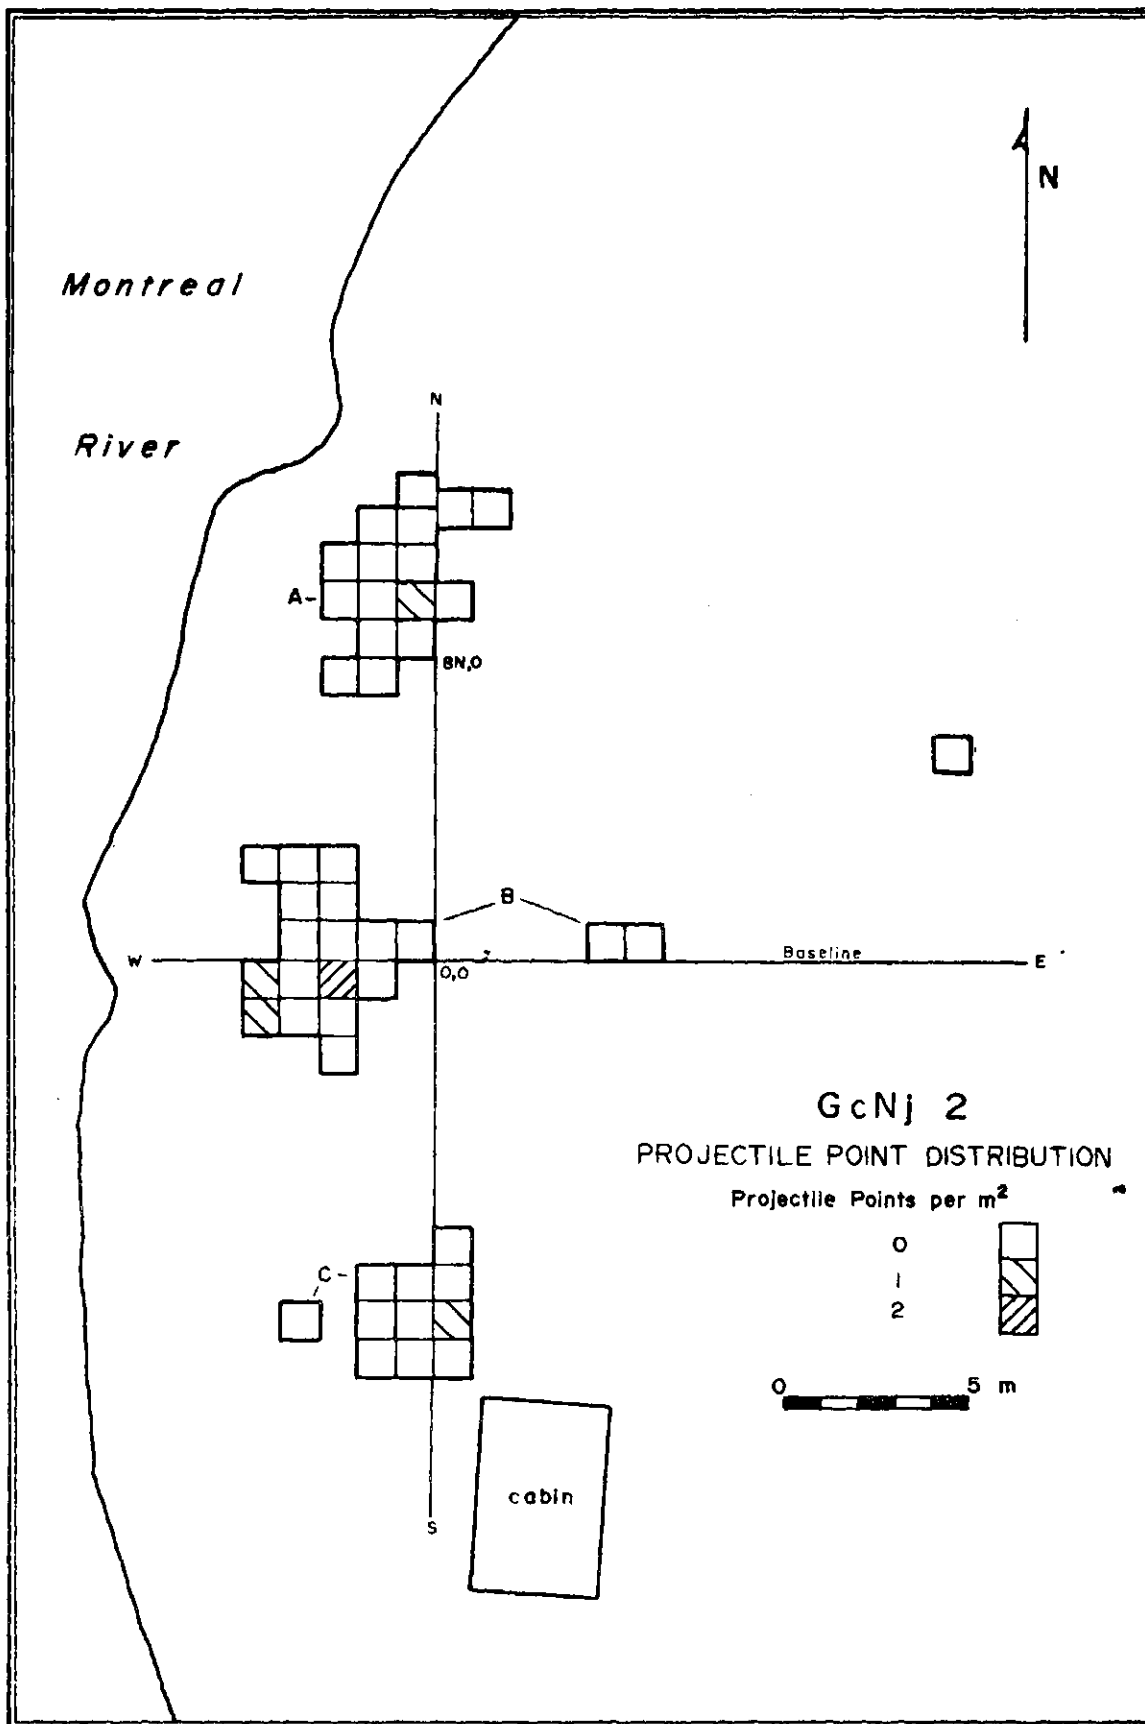 Montreal
River
N
N
A-
8N,0
B
W
0,0
Baseline
E
GcNj 2
PROJECTILE POINT DISTRIBUTION
Projectile Points per m²
0
1
2
C-
0 5 m
cabin
S